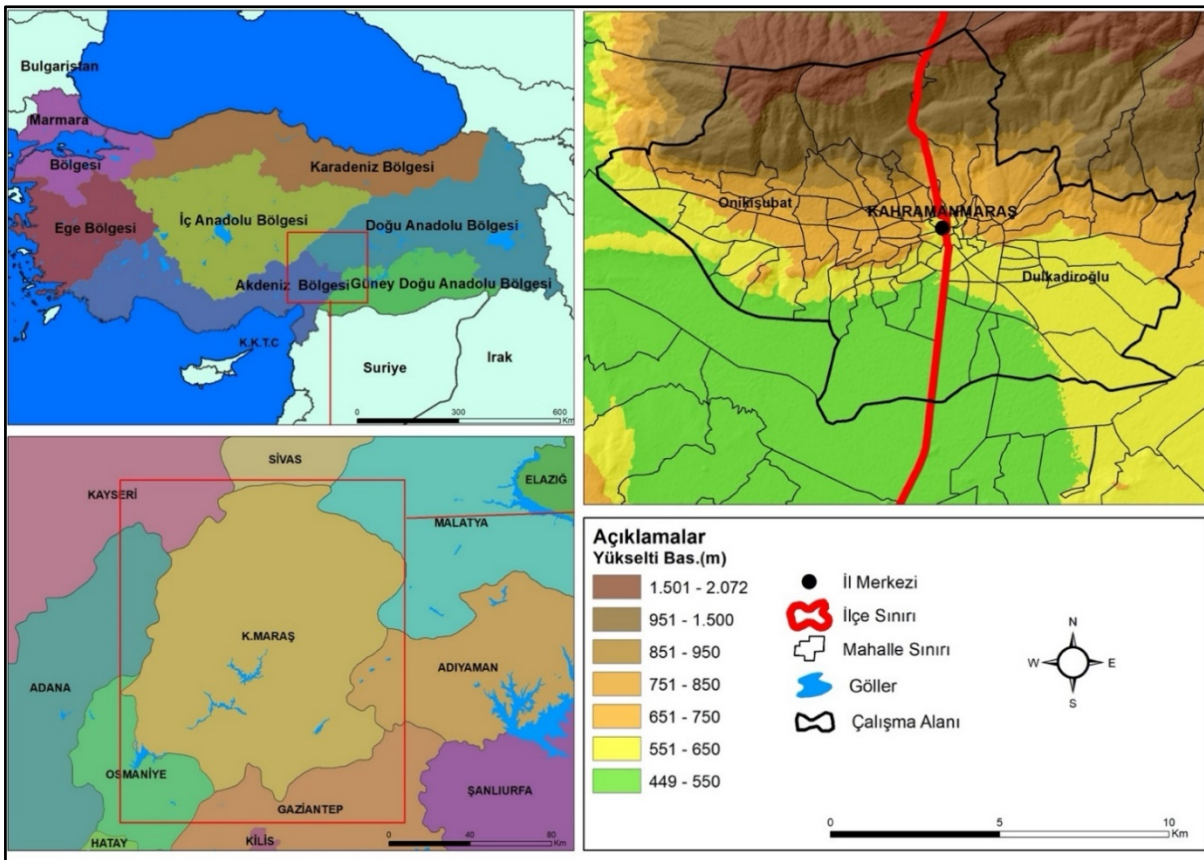 Bulgaristan
Marmara
Bölgesi
Karadeniz Bölgesi
İç Anadolu Bölgesi
Ege Bölgesi
Doğu Anadolu Bölgesi
Akdeniz Bölgesi
Güney Doğu Anadolu Bölgesi
K.K.T.C
Suriye
Irak
0 300 600
Km
Onikişubat
KAHRAMANMARAŞ
Dulkadiroğlu
SİVAS
KAYSERİ
ELAZIĞ
MALATYA
K.MARAŞ
ADIYAMAN
ADANA
OSMANİYE
ŞANLIURFA
GAZİANTEP
HATAY
KİLİS
0 40 80
Km
Açıklamalar
Yükselti Bas.(m)
1.501 - 2.072
951 - 1.500
851 - 950
751 - 850
651 - 750
551 - 650
449 - 550
İl Merkezi
İlçe Sınırı
Mahalle Sınırı
Göller
Çalışma Alanı
N
W E
S
0 5 10
Km